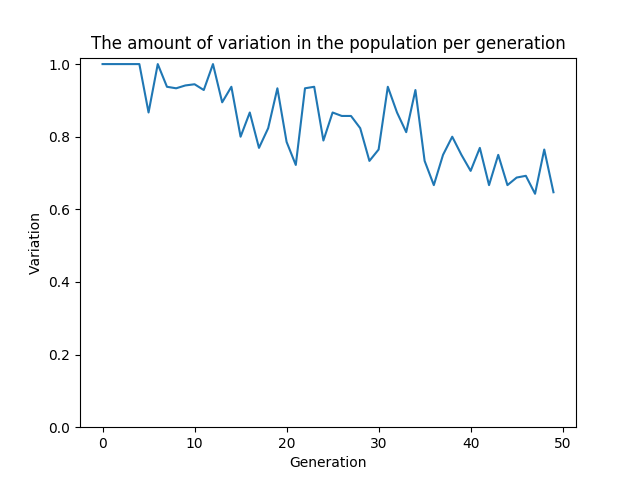 The amount of variation in the population per generation
1.0
0.8
0.6
0.4
0.2
0.0
Variation
0 10 20 30 40 50
Generation